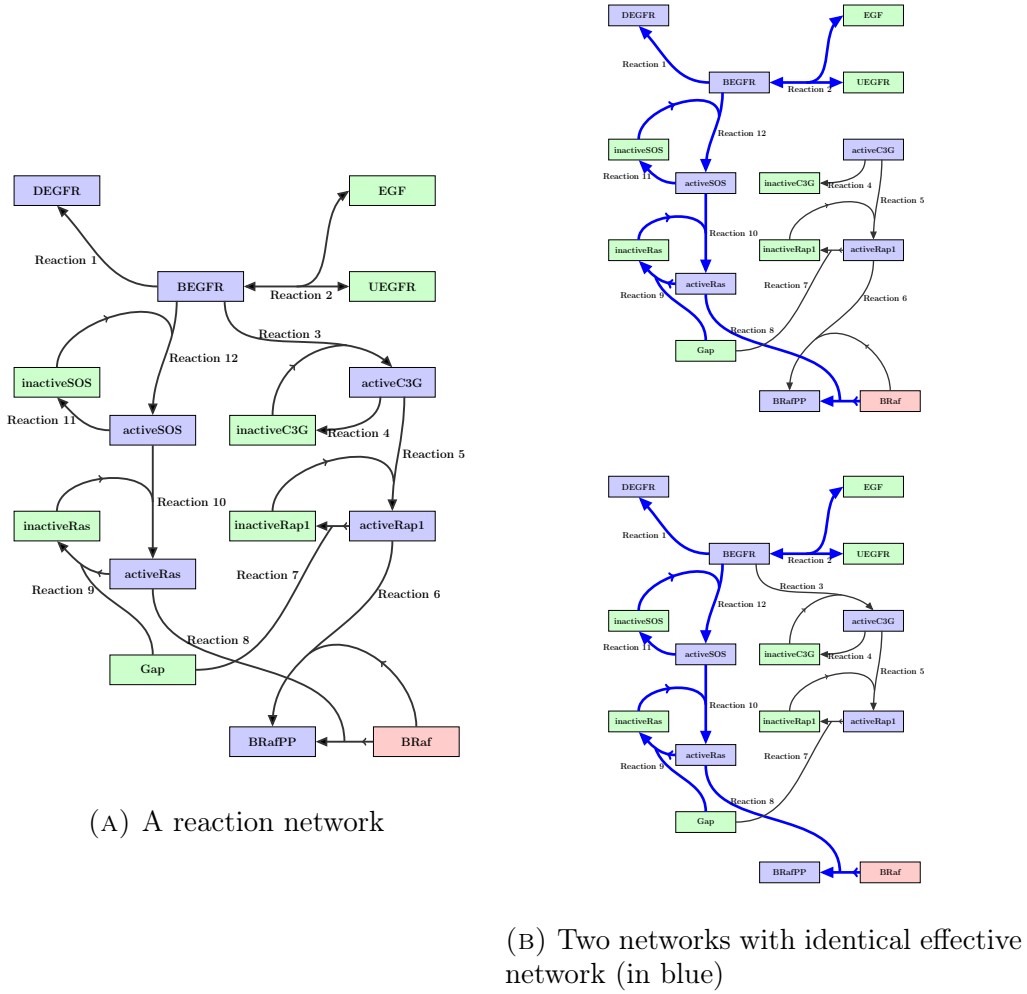 DEGFR
EGF
Reaction 1
BEGFR
Reaction 2
UEGFR
Reaction 3
Reaction 12
inactiveSOS
activeC3G
Reaction 11
activeSOS
inactiveC3G
Reaction 4
Reaction 5
Reaction 10
inactiveRas
inactiveRap1
activeRap1
activeRas
Reaction 7
Reaction 9
Reaction 6
Reaction 8
Gap
BRafPP
BRaf
(A) A reaction network
DEGFR
EGF
Reaction 1
BEGFR
Reaction 2
UEGFR
Reaction 12
inactiveSOS
activeC3G
Reaction 11
activeSOS
inactiveC3G
Reaction 4
Reaction 5
Reaction 10
inactiveRas
inactiveRap1
activeRap1
activeRas
Reaction 7
Reaction 9
Reaction 6
Reaction 8
Gap
BRafPP
BRaf
DEGFR
EGF
Reaction 1
BEGFR
Reaction 2
UEGFR
Reaction 3
Reaction 12
inactiveSOS
activeC3G
Reaction 11
activeSOS
inactiveC3G
Reaction 4
Reaction 5
Reaction 10
inactiveRas
inactiveRap1
activeRap1
activeRas
Reaction 7
Reaction 9
Reaction 8
Gap
BRafPP
BRaf
(B) Two networks with identical effective
network (in blue)